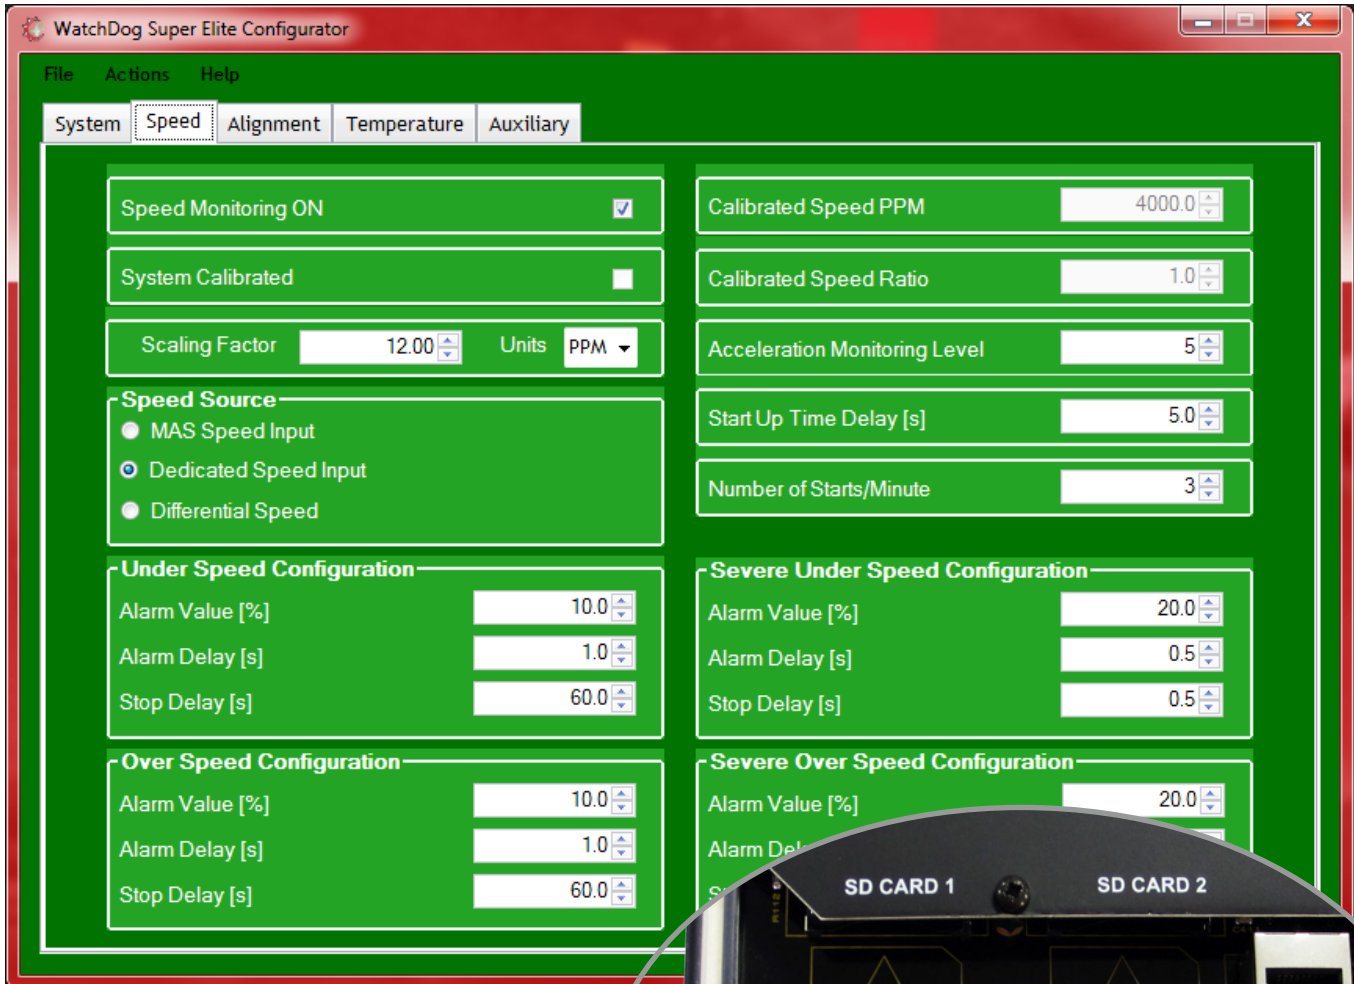 WatchDog Super Elite Configurator
File Actions Help
System Speed Alignment Temperature Auxiliary
Speed Monitoring ON
System Calibrated
Scaling Factor 12.00 Units PPM
Speed Source
MAS Speed Input
Dedicated Speed Input
Differential Speed
Calibrated Speed PPM 4000.0
Calibrated Speed Ratio 1.0
Acceleration Monitoring Level 5
Start Up Time Delay [s] 5.0
Number of Starts/Minute 3
Under Speed Configuration
Alarm Value [%] 10.0
Alarm Delay [s] 1.0
Stop Delay [s] 60.0
Severe Under Speed Configuration
Alarm Value [%] 20.0
Alarm Delay [s] 0.5
Stop Delay [s] 0.5
Over Speed Configuration
Alarm Value [%] 10.0
Alarm Delay [s] 1.0
Stop Delay [s] 60.0
Severe Over Speed Configuration
Alarm Value [%] 20.0
Alarm
SD CARD 1 SD CARD 2